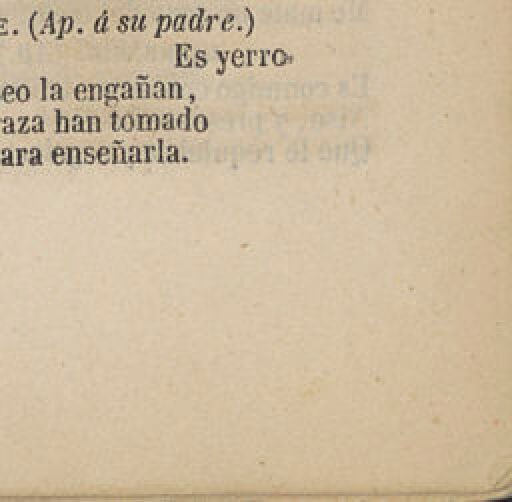 E. (Ap. á su padre.)
Es yerro
eo la engañan,
aza han tomado
ara enseñarla.